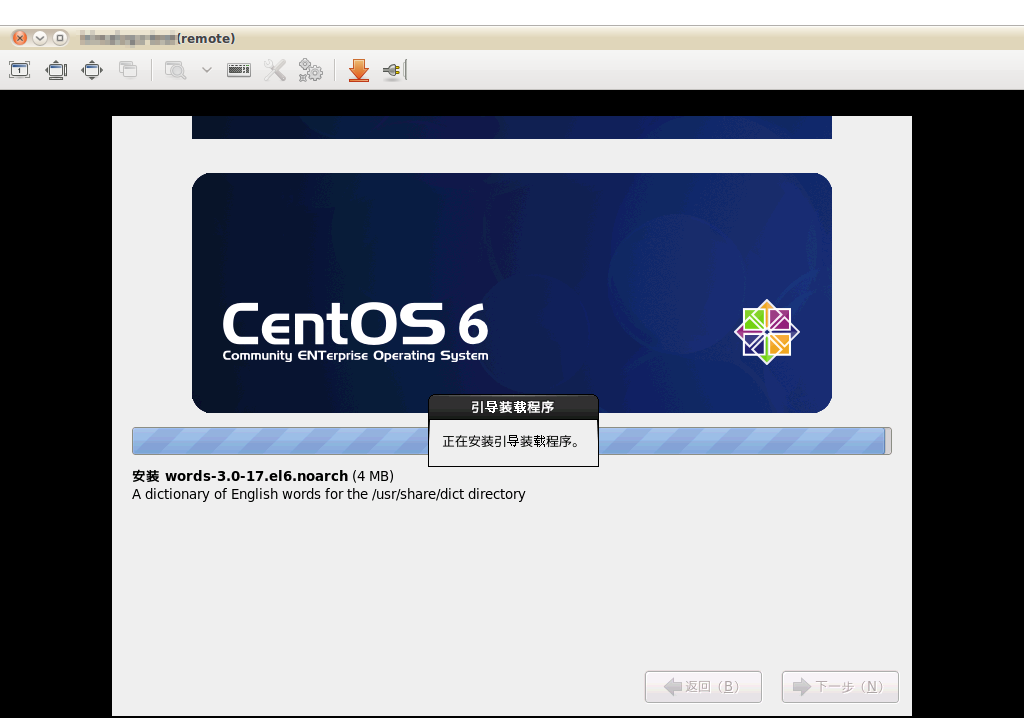 (remote)
CentOS 6
Community ENTerprise Operating System
引导装载程序
正在安装引导装载程序。
安装 words-3.0-17.el6.noarch (4 MB)
A dictionary of English words for the /usr/share/dict directory
返回（B） 下一步（N）